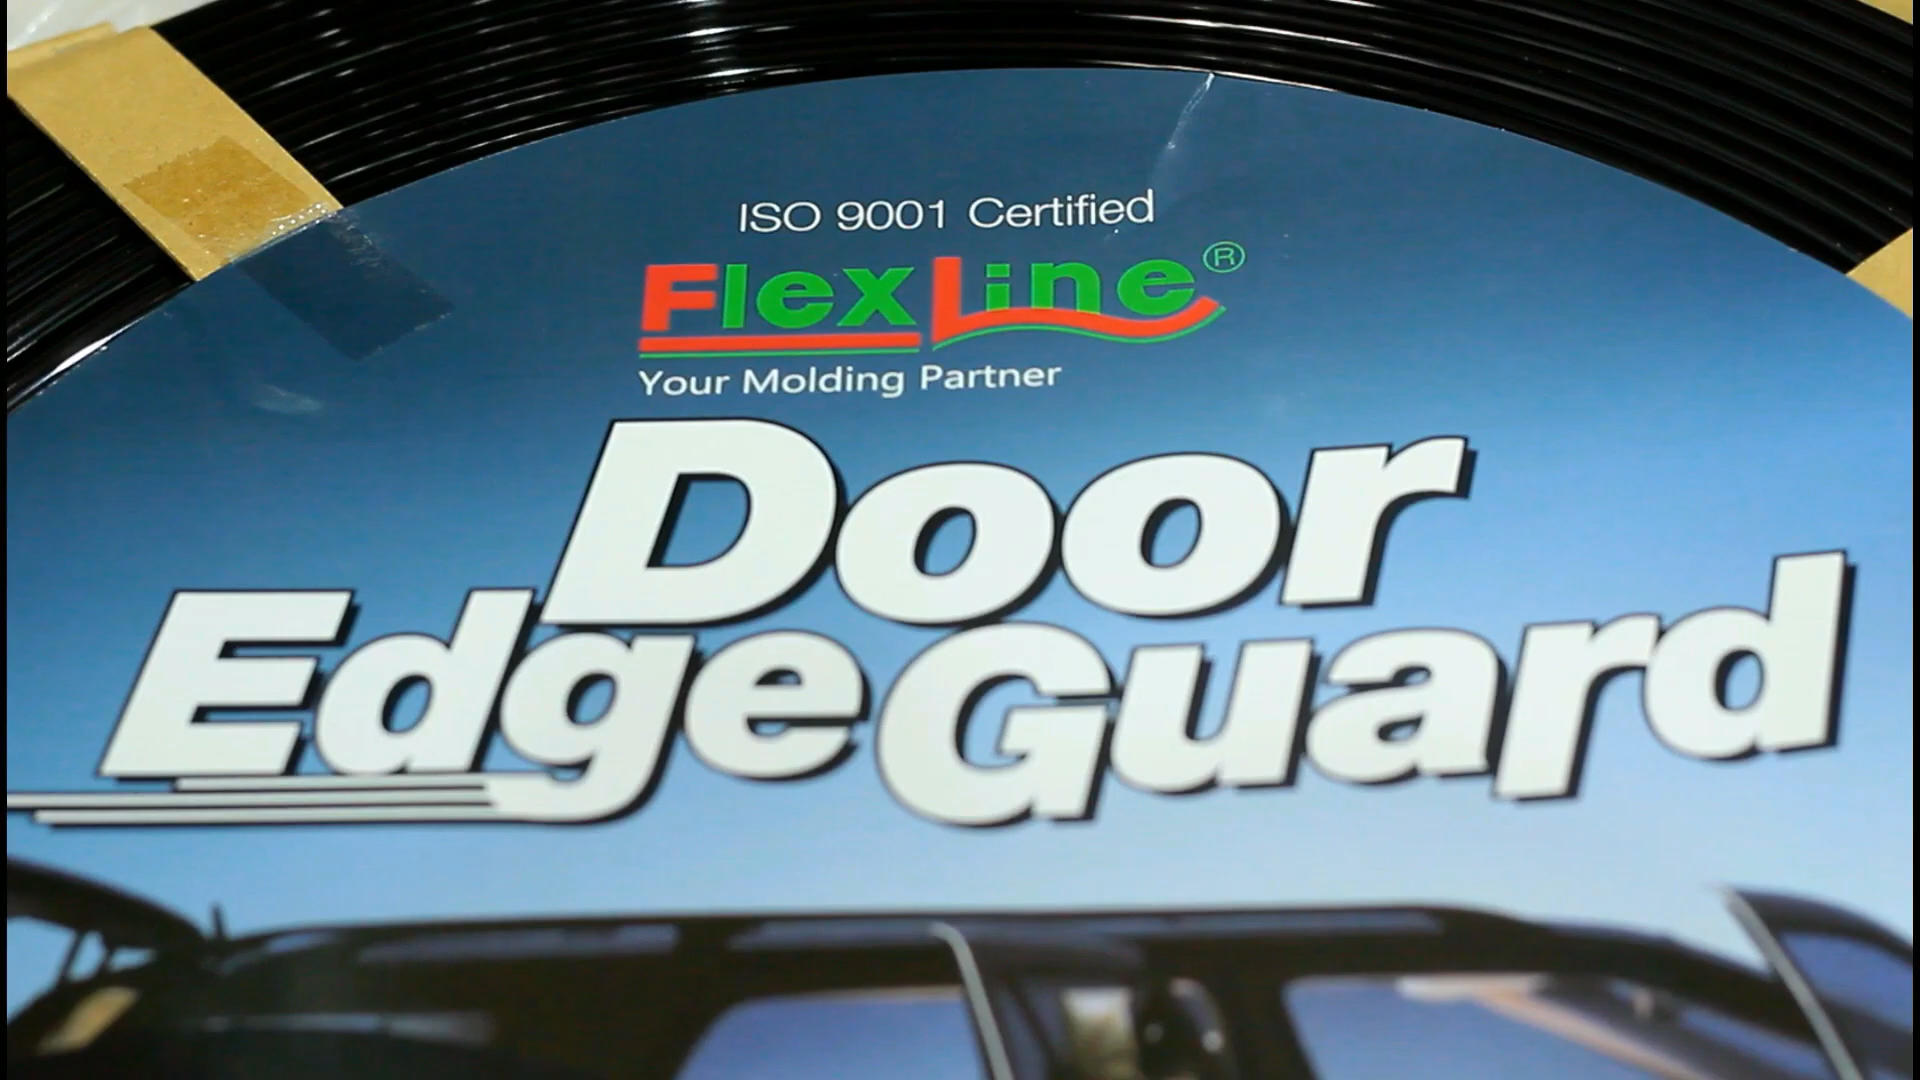 ISO 9001 Certified
FlexLine®
Your Molding Partner
Door
Edge Guard